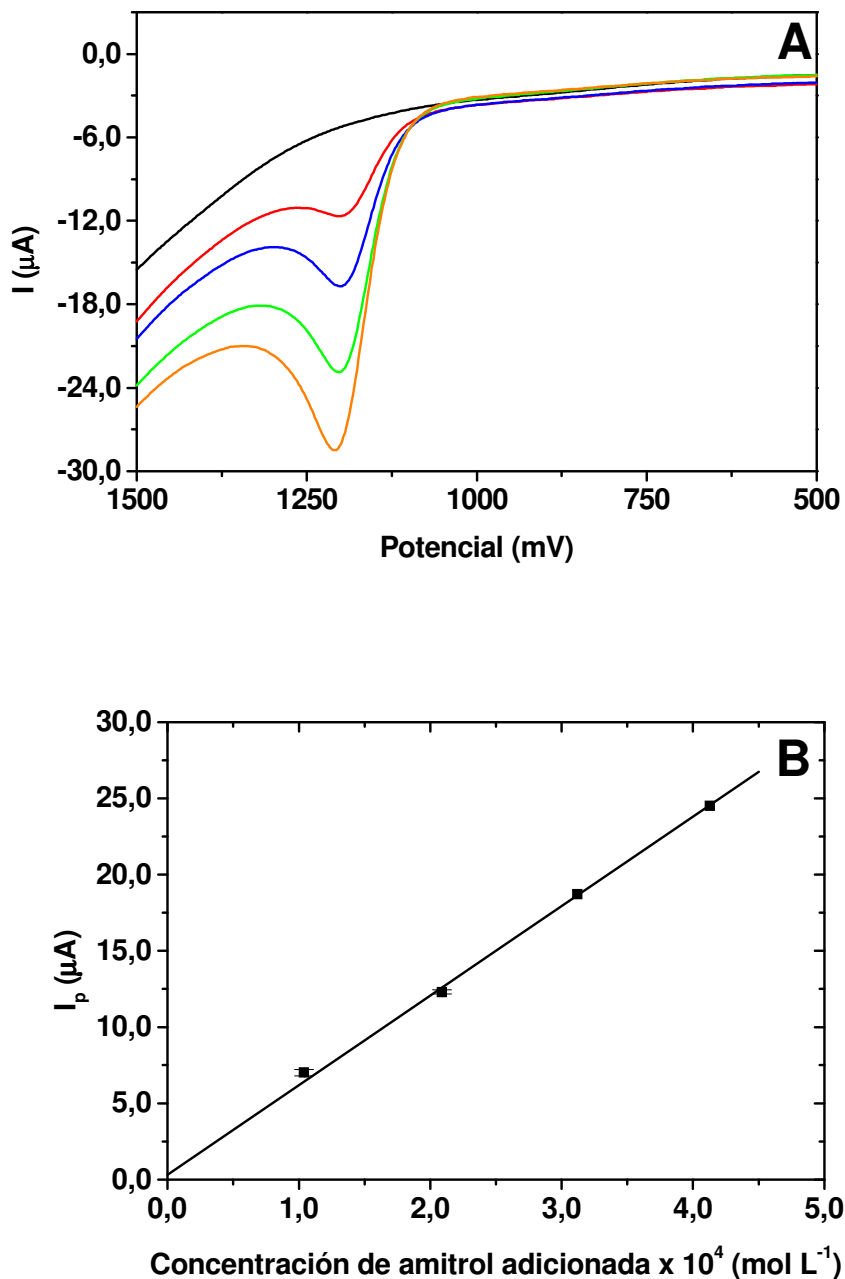 A
0,0
-6,0
-12,0
-18,0
-24,0
-30,0
I (μA)
1500 1250 1000 750 500
Potencial (mV)
B
30,0
25,0
20,0
15,0
10,0
5,0
0,0
I_p (μA)
0,0 1,0 2,0 3,0 4,0 5,0
Concentración de amitrol adicionada x 10⁴ (mol L⁻¹)